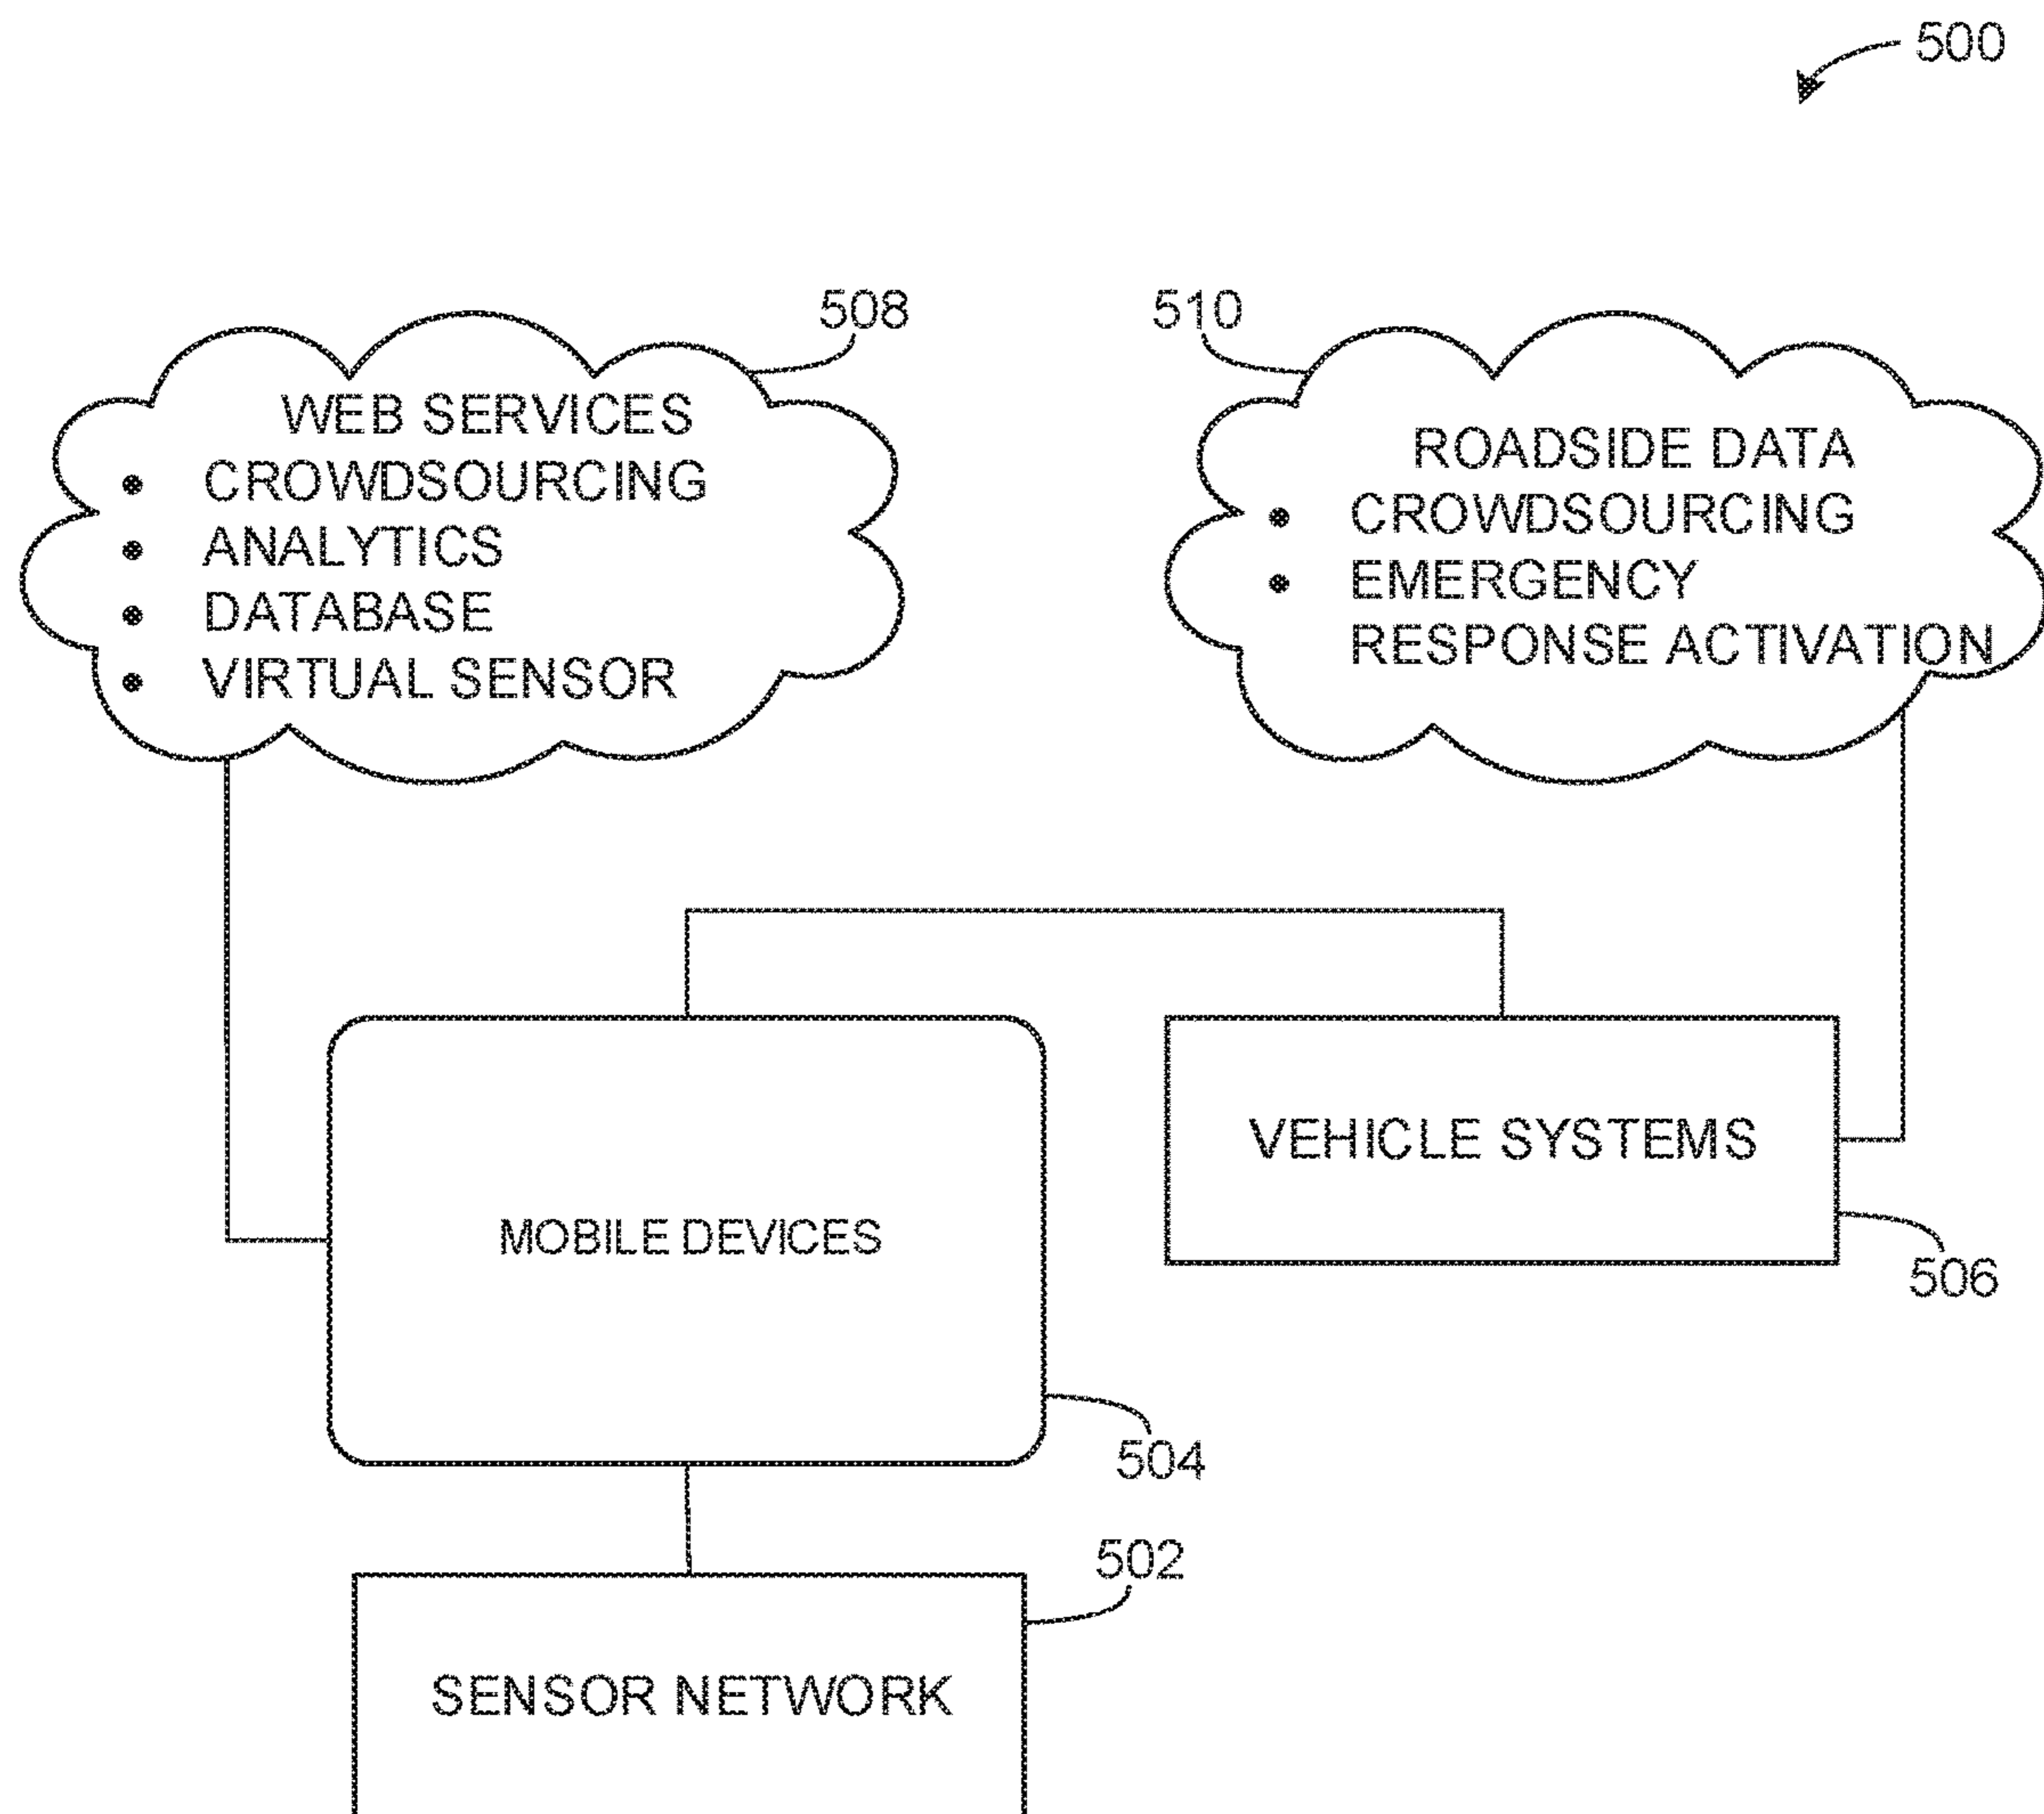 500
508
WEB SERVICES
• CROWDSOURCING
• ANALYTICS
• DATABASE
• VIRTUAL SENSOR
510
ROADSIDE DATA
• CROWDSOURCING
• EMERGENCY
RESPONSE ACTIVATION
MOBILE DEVICES
504
VEHICLE SYSTEMS
506
502
SENSOR NETWORK